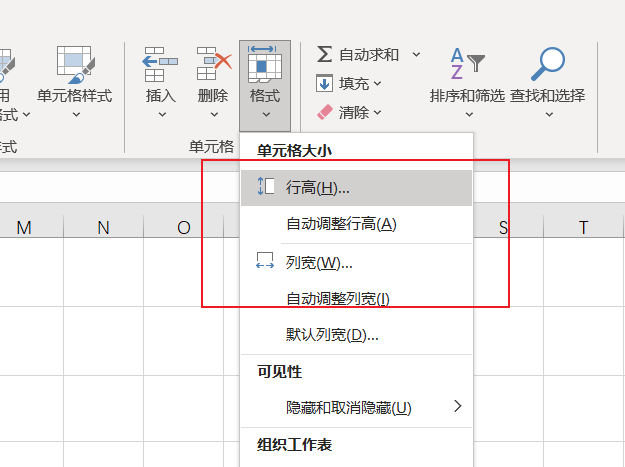 自动求和
填充
清除
用
格式
单元格样式
插入
删除
格式
排序和筛选
查找和选择
式
单元格
单元格大小
行高(H)...
自动调整行高(A)
列宽(W)...
自动调整列宽(I)
默认列宽(D)...
可见性
隐藏和取消隐藏(U)
组织工作表
M N O S T
A
Z